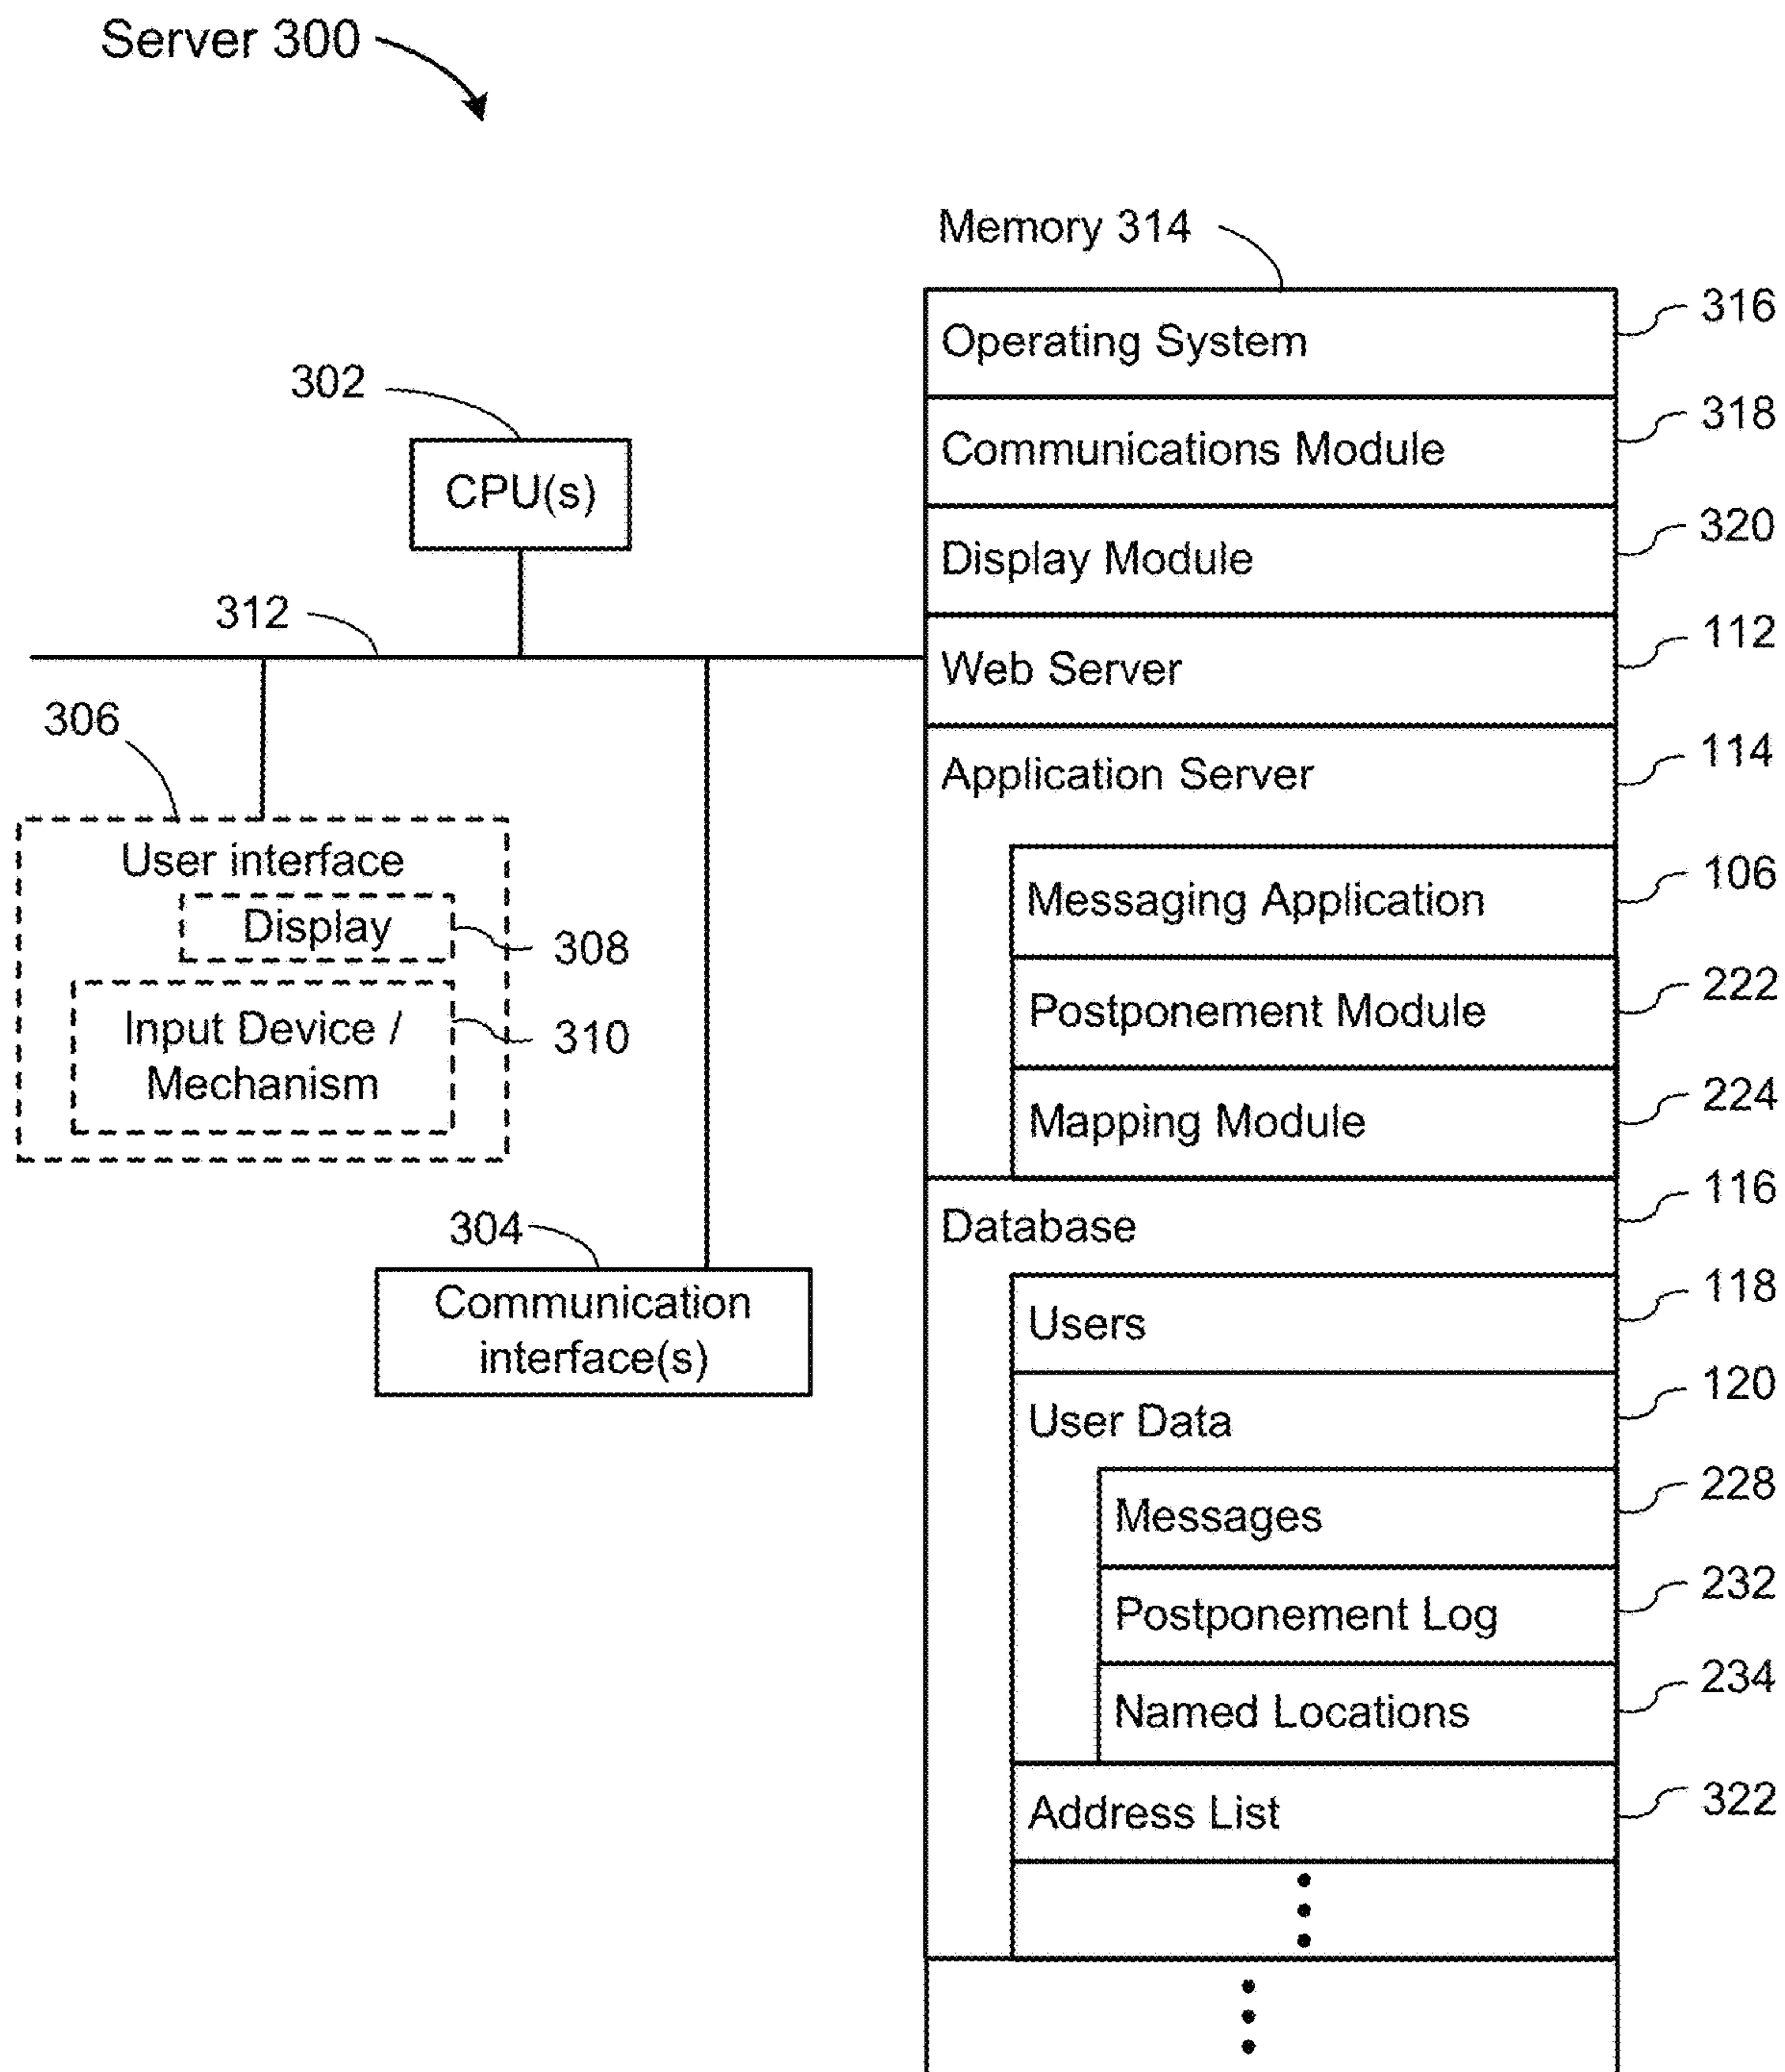 Server 300
Memory 314
Operating System
316
Communications Module
318
Display Module
320
Web Server
112
Application Server
114
Messaging Application
106
Postponement Module
222
Mapping Module
224
Database
116
Users
118
User Data
120
Messages
228
Postponement Log
232
Named Locations
234
Address List
322
302
CPU(s)
312
306
User interface
Display
308
Input Device /
Mechanism
310
304
Communication
interface(s)